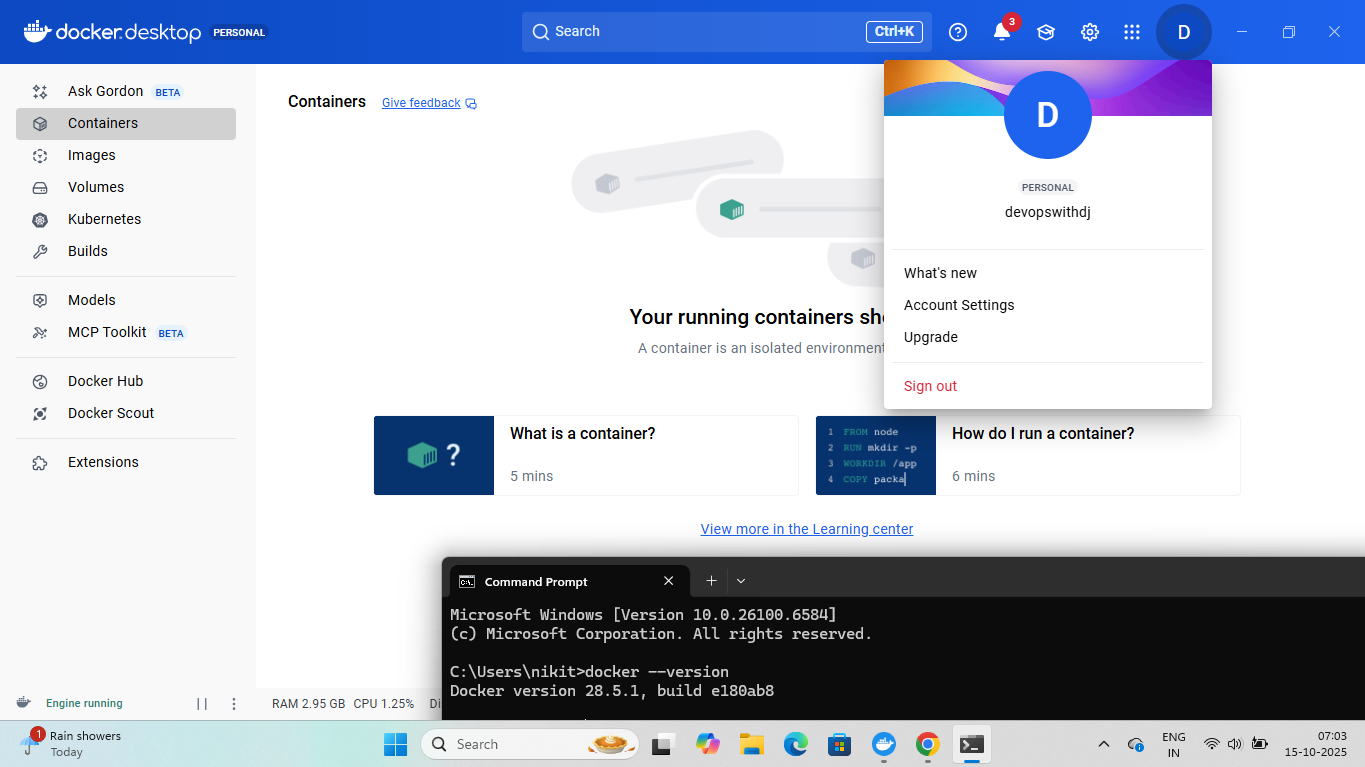 docker desktop PERSONAL
Search Ctrl+K
3
D
Ask Gordon BETA
Containers
Images
Volumes
Kubernetes
Builds
Models
MCP Toolkit BETA
Docker Hub
Docker Scout
Extensions
Containers Give feedback
Your running containers sh
A container is an isolated environment
What is a container?
5 mins
1 FROM node
2 RUN mkdir -p
3 WORKDIR /app
4 COPY packa
How do I run a container?
6 mins
View more in the Learning center
D
PERSONAL
devopswithdj
What's new
Account Settings
Upgrade
Sign out
Command Prompt
Microsoft Windows [Version 10.0.26100.6584]
(c) Microsoft Corporation. All rights reserved.
C:\Users\nikit>docker --version
Docker version 28.5.1, build e180ab8
Engine running
RAM 2.95 GB CPU 1.25% Di
1
Rain showers
Today
Search
ENG
IN
07:03
15-10-2025